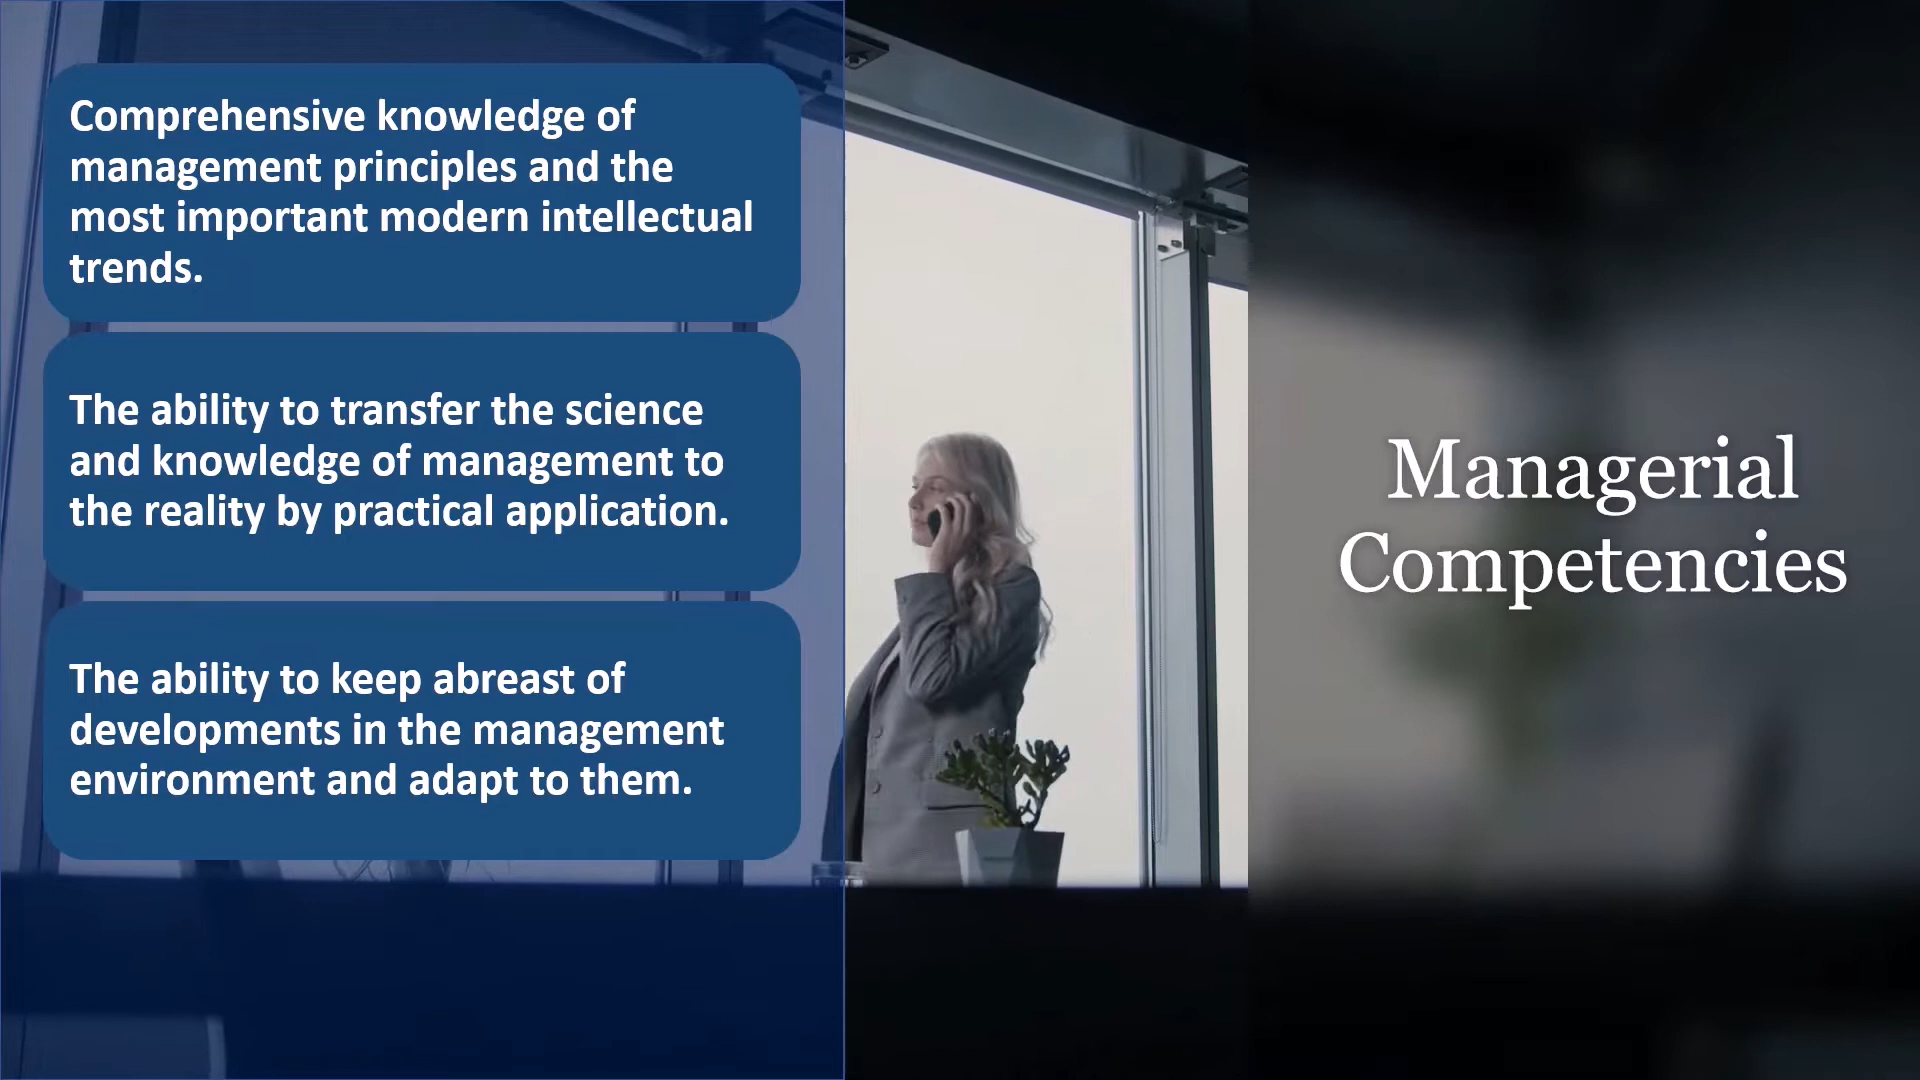 Comprehensive knowledge of
management principles and the
most important modern intellectual
trends.
The ability to transfer the science
and knowledge of management to
the reality by practical application.
The ability to keep abreast of
developments in the management
environment and adapt to them.
Managerial
Competencies